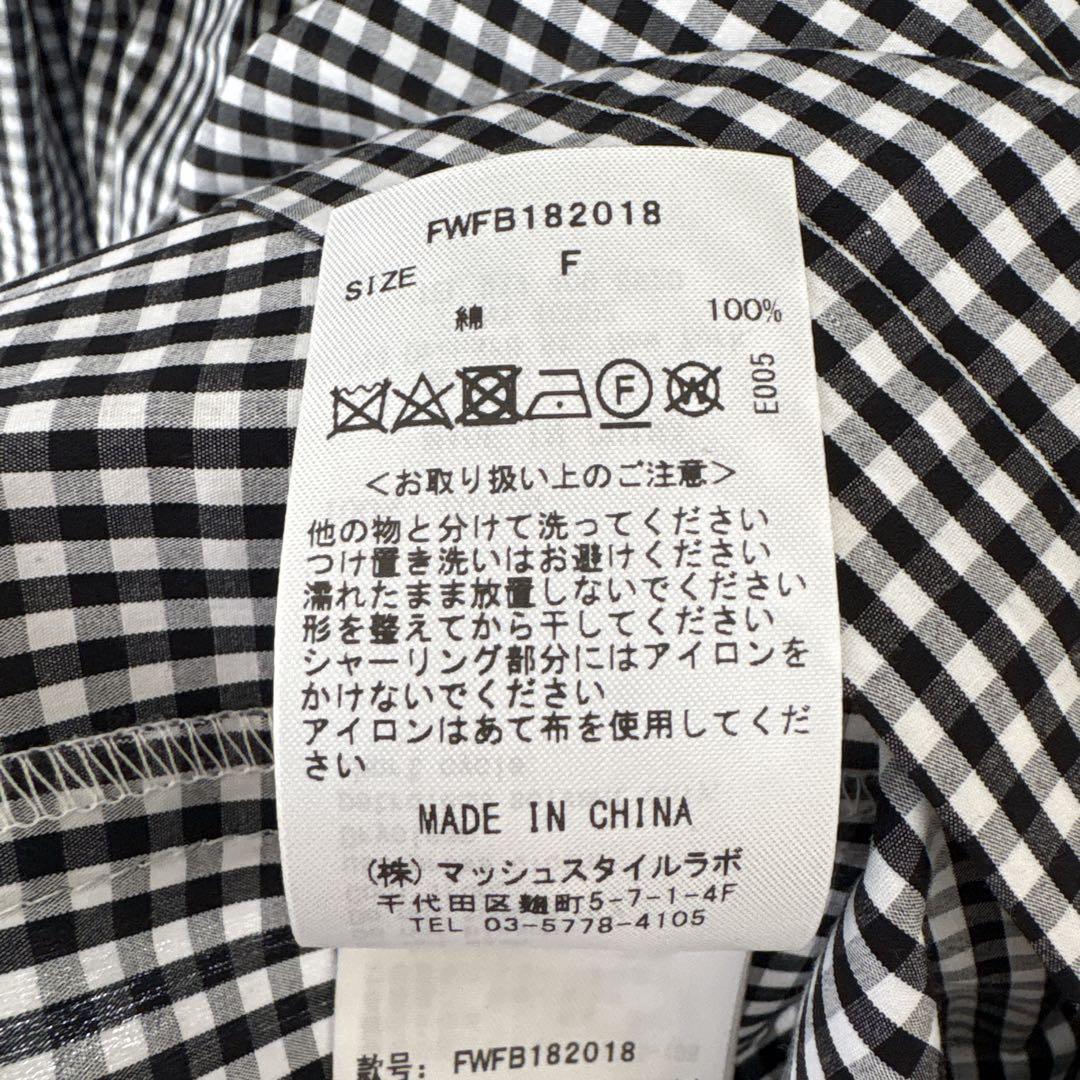 FWFB182018
SIZE F
綿 100%
F W E005
<お取り扱い上のご注意>
他の物と分けて洗ってください
つけ置き洗いはお避けください
濡れたまま放置しないでください
形を整えてから干してください
シャーリング部分にはアイロンを
かけないでください
アイロンはあて布を使用してくだ
さい
MADE IN CHINA
(株)マッシュスタイルラボ
千代田区麹町5-7-1-4F
TEL 03-5778-4105
款号: FWFB182018